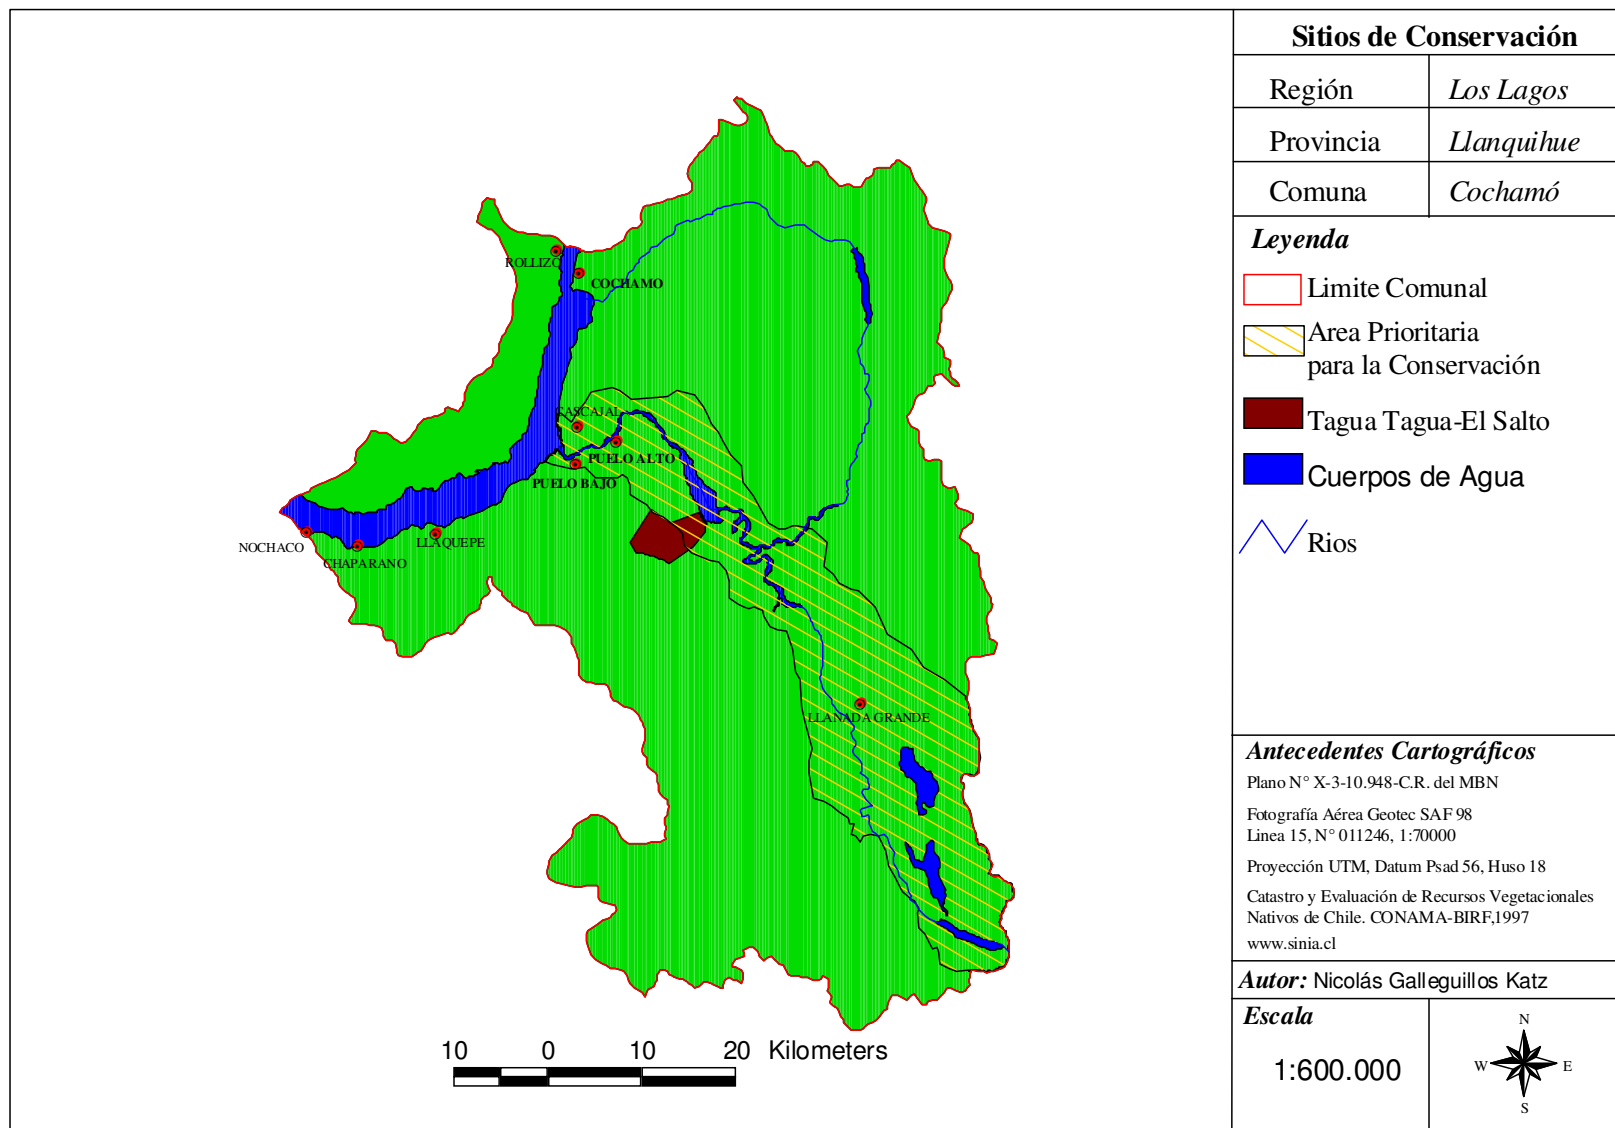 Sitios de Conservación
Región Los Lagos
Provincia Llanquihue
Comuna Cochamó
Leyenda
Limite Comunal
Area Prioritaria
para la Conservación
Tagua Tagua-El Salto
Cuerpos de Agua
Rios
Antecedentes Cartográficos
Plano N° X-3-10.948-C.R. del MBN
Fotografía Aérea Geotec SAF 98
Linea 15, N° 011246, 1:70000
Proyección UTM, Datum Psad 56, Huso 18
Catastro y Evaluación de Recursos Vegetacionales
Nativos de Chile. CONAMA-BIRF,1997
www.sinia.cl
Autor: Nicolás Galleguillos Katz
Escala
1:600.000
N
W E
S
ROLLIZO
COCHAMO
CASCAJAL
PUELO ALTO
PUELO BAJO
NOCHACO
CHAPARANO
LLAQUEPE
LLANADA GRANDE
10 0 10 20 Kilometers